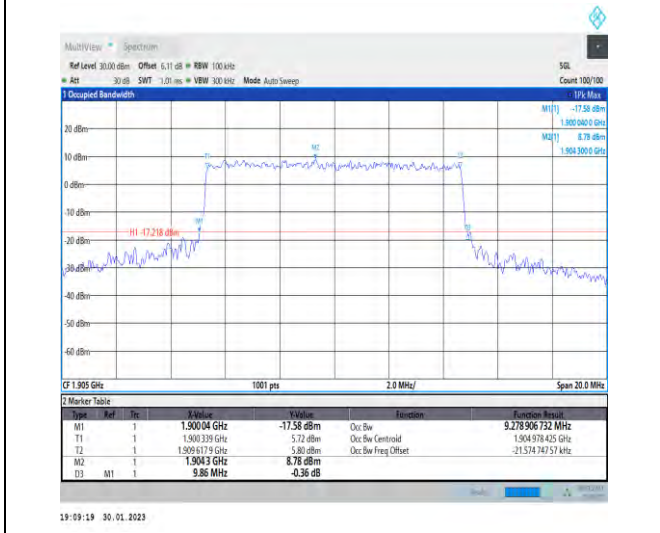 MultiView Spectrum
Ref Level 30.00 dBm Offset 6.11 dB RBW 100 kHz SGL
Att 30 dB SWT 1.01 ms VBW 300 kHz Mode Auto Sweep Count 100/100
1 Occupied Bandwidth 1Pk Max
M1[1] -17.58 dBm
1.900 040 0 GHz
M2[1] 8.78 dBm
1.904 300 0 GHz
20 dBm
M2
10 dBm
T1
0 dBm
-10 dBm
M1
H1 -17.218 dBm
-20 dBm
-30 dBm
-40 dBm
-50 dBm
-60 dBm
CF 1.905 GHz 1001 pts 2.0 MHz/ Span 20.0 MHz
2 Marker Table
Type Ref Trc X-Value Y-Value Function Function Result
M1 1 1.90004 GHz -17.58 dBm Occ Bw 9.278 906 732 MHz
T1 1 1.900 339 GHz 5.72 dBm Occ Bw Centroid 1.904 978 425 GHz
T2 1 1.909 617 9 GHz 5.80 dBm Occ Bw Freq Offset -21.574 747 57 kHz
M2 1 1.9043 GHz 8.78 dBm
D3 M1 1 9.86 MHz -0.36 dB
19:09:19 30.01.2023